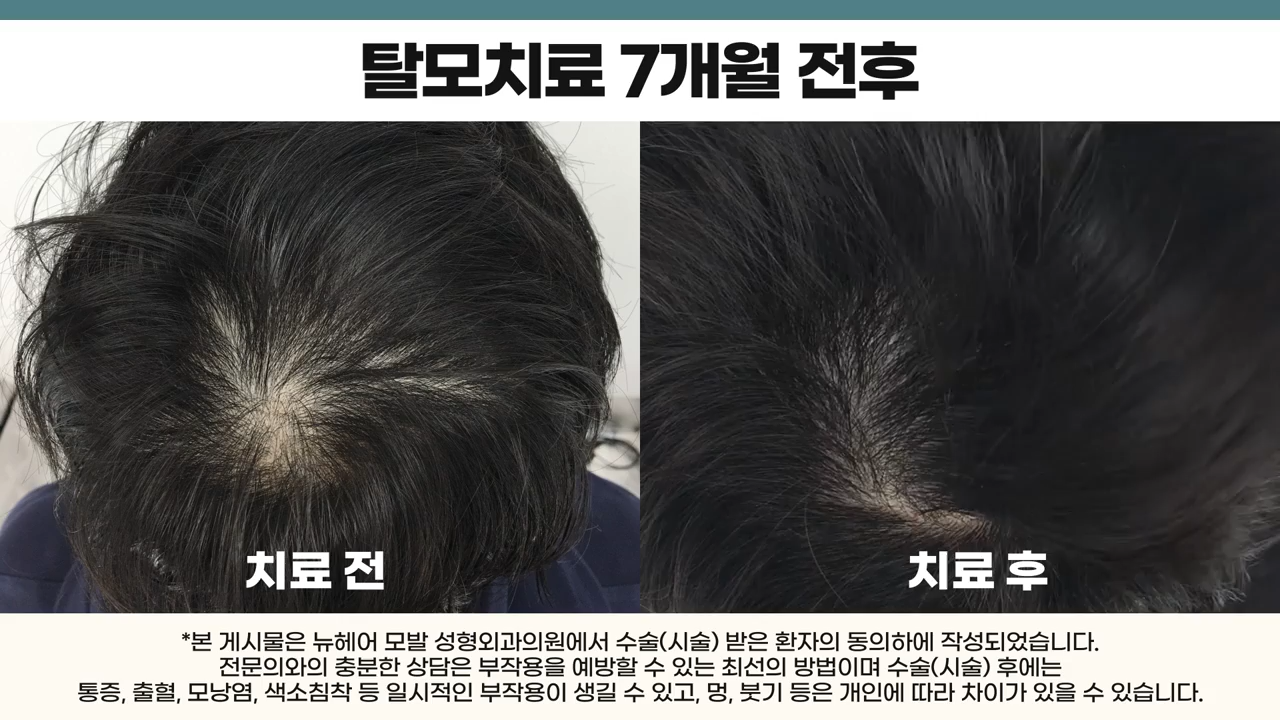 탈모치료 7개월 전후
치료 전
치료 후
*본 게시물은 뉴헤어 모발 성형외과의원에서 수술(시술) 받은 환자의 동의하에 작성되었습니다.
전문의와의 충분한 상담은 부작용을 예방할 수 있는 최선의 방법이며 수술(시술) 후에는
통증, 출혈, 모낭염, 색소침착 등 일시적인 부작용이 생길 수 있고, 멍, 붓기 등은 개인에 따라 차이가 있을 수 있습니다.